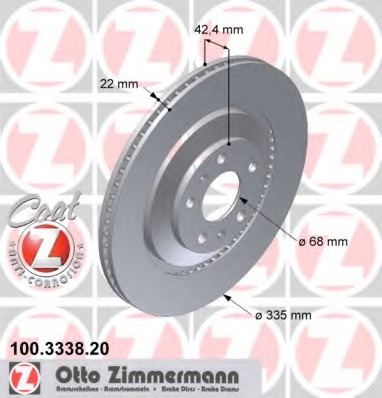 42,4 mm
22 mm
Coat
Z
ANTI-CORROSION
ø 68 mm
ø 335 mm
100.3338.20
Z
Otto Zimmermann
Bremsscheiben - Bremstrommeln • Brake Discs - Brake Drums